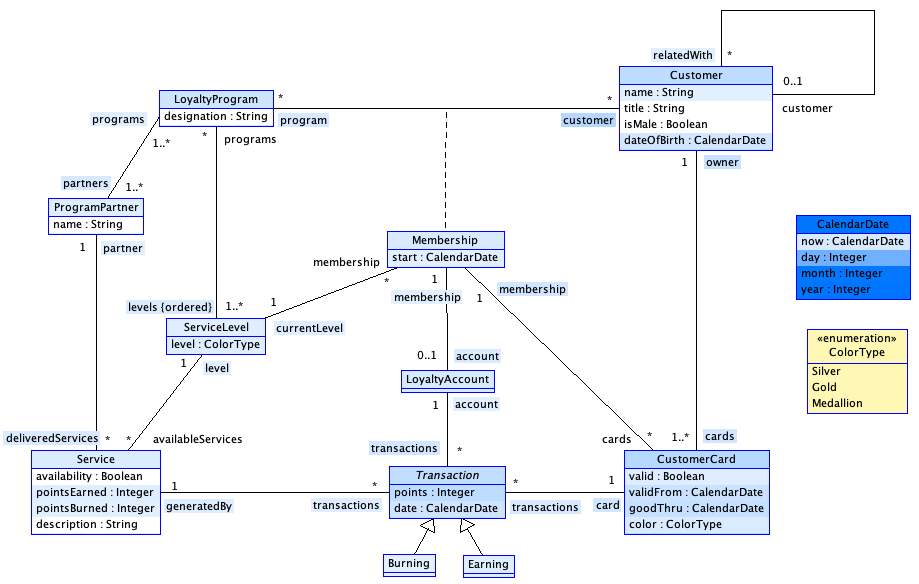 relatedWith *
Customer
name : String
title : String
isMale : Boolean
dateOfBirth : CalendarDate
0..1
customer
LoyaltyProgram
designation : String
*
program
*
customer
programs
1..*
*
programs
1
owner
partners
1..*
ProgramPartner
name : String
1
partner
CalendarDate
now : CalendarDate
day : Integer
month : Integer
year : Integer
Membership
start : CalendarDate
membership
*
1
membership
1
membership
levels {ordered}
1..*
1
currentLevel
ServiceLevel
level : ColorType
1
level
0..1
account
LoyaltyAccount
1
account
«enumeration»
ColorType
Silver
Gold
Medallion
deliveredServices *
* availableServices
transactions
*
cards *
1..* cards
Service
availability : Boolean
pointsEarned : Integer
pointsBurned : Integer
description : String
1
generatedBy
*
transactions
Transaction
points : Integer
date : CalendarDate
*
transactions
1
card
CustomerCard
valid : Boolean
validFrom : CalendarDate
goodThru : CalendarDate
color : ColorType
Burning
Earning